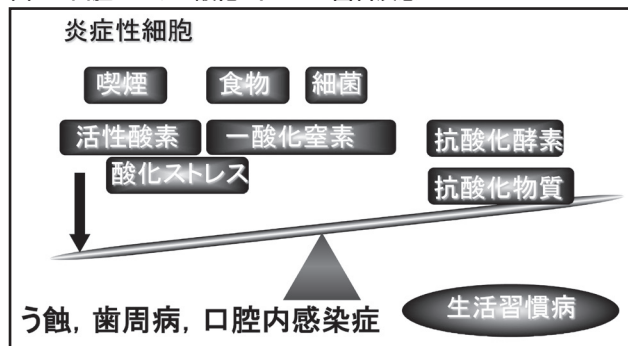 炎症性細胞
喫煙 食物 細菌
活性酸素 一酸化窒素 抗酸化酵素
酸化ストレス 抗酸化物質
う蝕，歯周病，口腔内感染症
生活習慣病